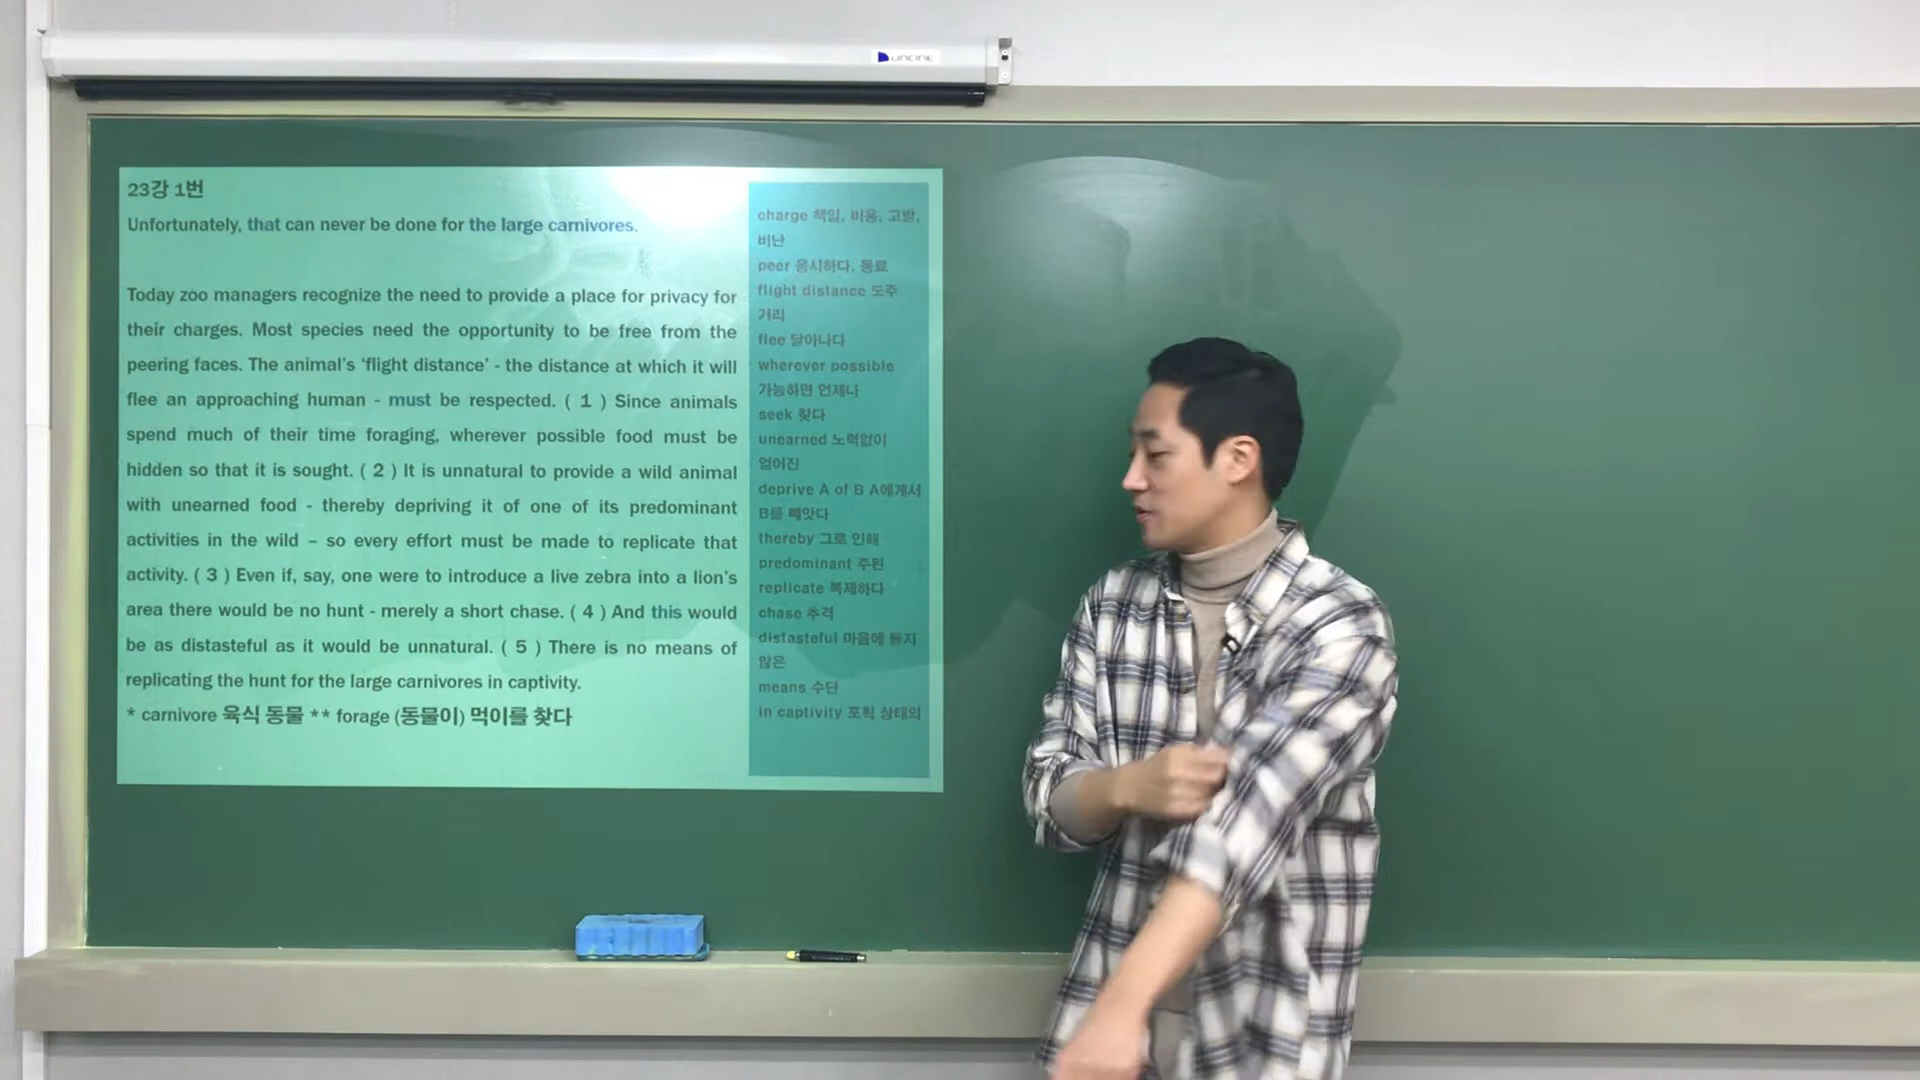 LINCINE
23강 1번
Unfortunately, that can never be done for the large carnivores.
Today zoo managers recognize the need to provide a place for privacy for
their charges. Most species need the opportunity to be free from the
peering faces. The animal's 'flight distance' - the distance at which it will
flee an approaching human - must be respected. ( 1 ) Since animals
spend much of their time foraging, wherever possible food must be
hidden so that it is sought. ( 2 ) It is unnatural to provide a wild animal
with unearned food - thereby depriving it of one of its predominant
activities in the wild – so every effort must be made to replicate that
activity. ( 3 ) Even if, say, one were to introduce a live zebra into a lion's
area there would be no hunt - merely a short chase. ( 4 ) And this would
be as distasteful as it would be unnatural. ( 5 ) There is no means of
replicating the hunt for the large carnivores in captivity.
* carnivore 육식 동물 ** forage (동물이) 먹이를 찾다
charge 책임, 비용, 고발,
비난
peer 응시하다, 동료
flight distance 도주
거리
flee 달아나다
wherever possible
가능하면 언제나
seek 찾다
unearned 노력없이
얻어진
deprive A of B A에게서
B를 빼앗다
thereby 그로 인해
predominant 주된
replicate 복제하다
chase 추격
distasteful 마음에 들지
않은
means 수단
in captivity 포획 상태의